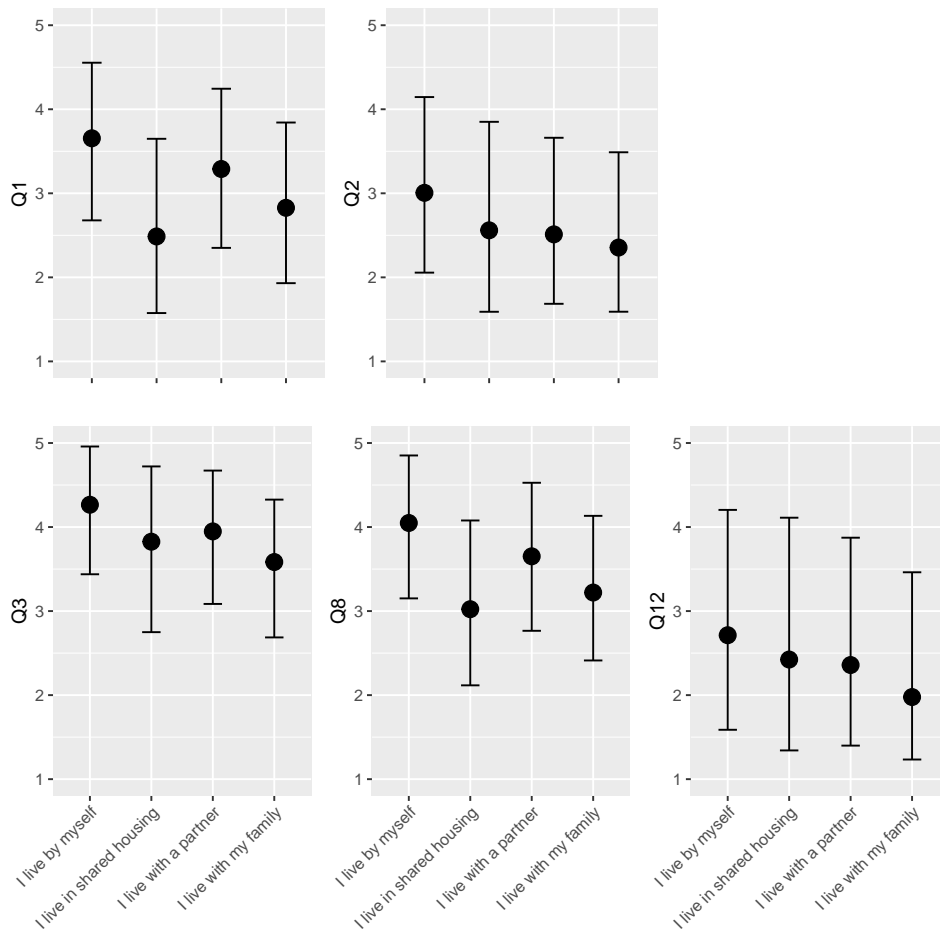 Q1
5
4
3
2
1
Q2
5
4
3
2
1
Q3
5
4
3
2
1
I live by myself
I live in shared housing
I live with a partner
I live with my family
Q8
5
4
3
2
1
I live by myself
I live in shared housing
I live with a partner
I live with my family
Q12
5
4
3
2
1
I live by myself
I live in shared housing
I live with a partner
I live with my family